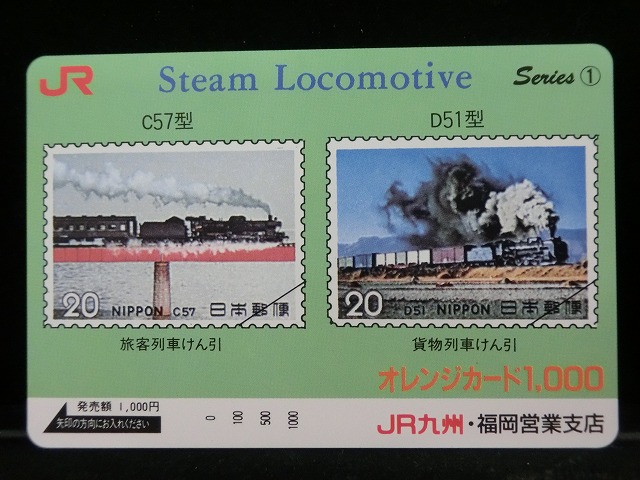 JR Steam Locomotive Series①
C57型
D51型
20 NIPPON C57 日本郵便
20 D51 NIPPON 日本郵便
旅客列車けん引
貨物列車けん引
オレンジカード1,000
発売額 1,000円
矢印の方向にお入れください
0 100 500 1000
JR九州・福岡営業支店